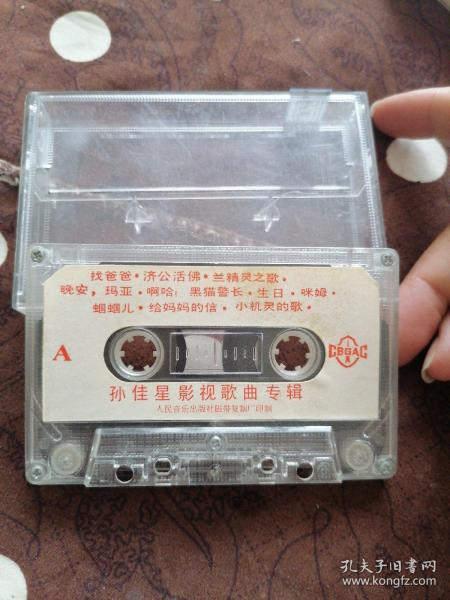 找爸爸·济公活佛·兰精灵之歌·
晚安，玛亚·啊哈！黑猫警长·生日·咪姆·
蝈蝈儿·给妈妈的信·小机灵的歌·
A
CBGAC
孙佳星影视歌曲专辑
人民音乐出版社磁带复制厂印制
孔夫子旧书网
www.kongfz.com